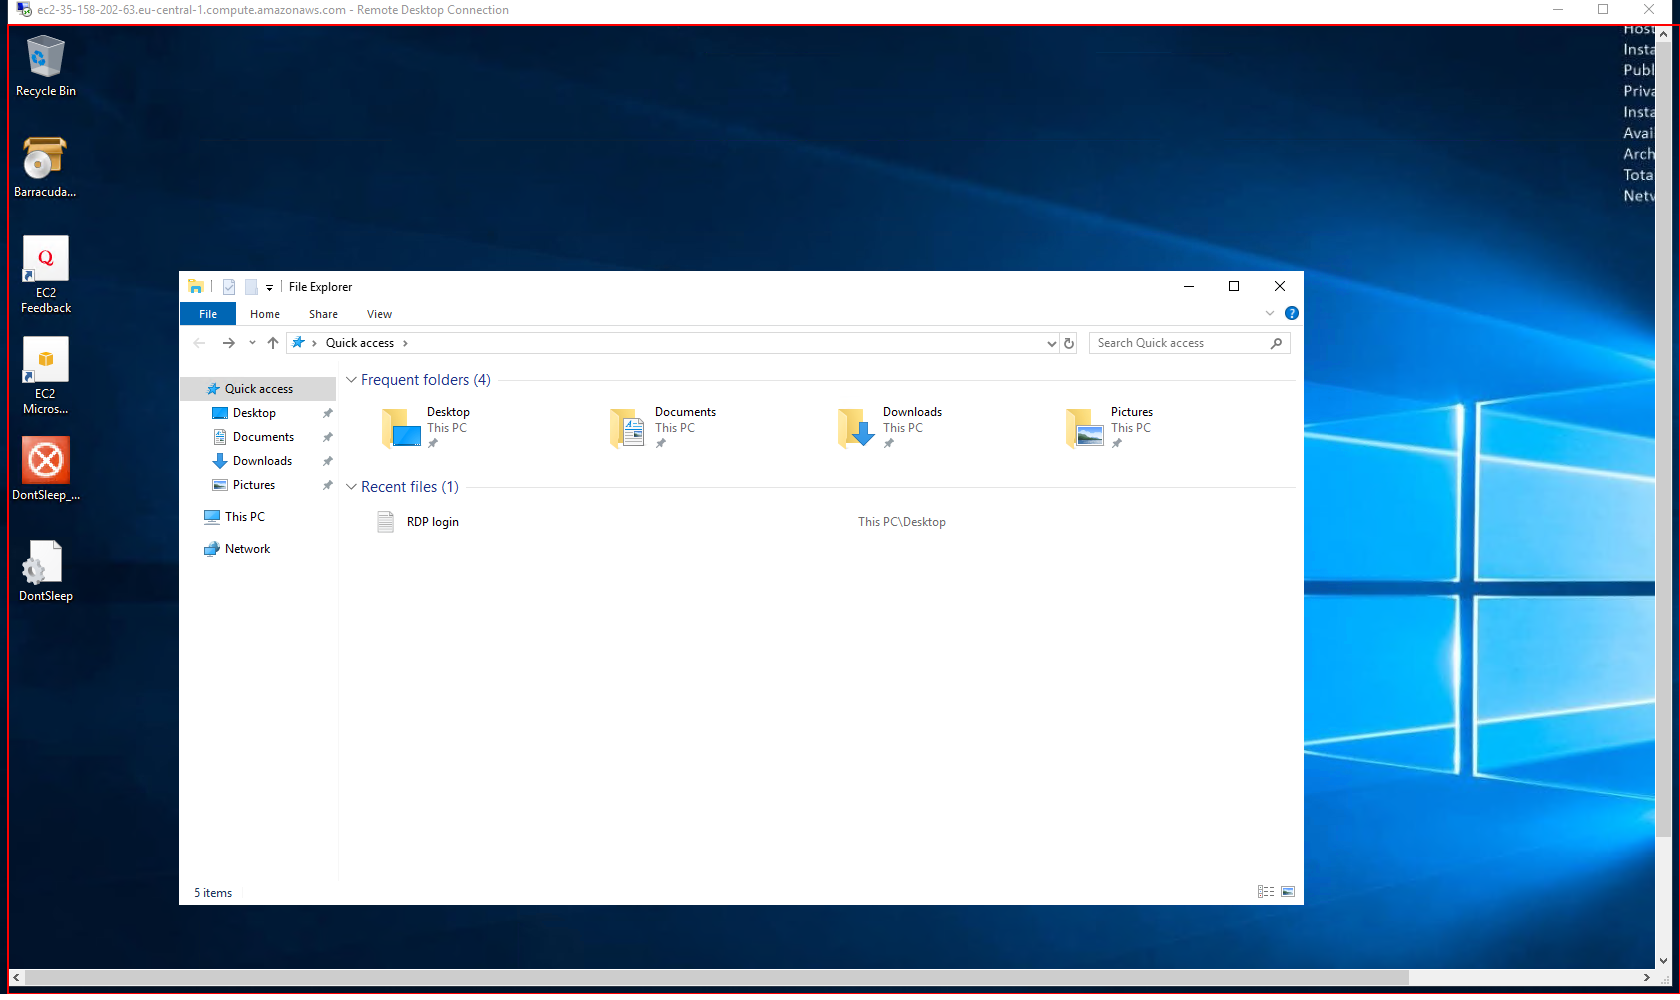 ec2-35-158-202-63.eu-central-1.compute.amazonaws.com - Remote Desktop Connection
Recycle Bin
Barracuda...
EC2
Feedback
EC2
Micros...
DontSleep_...
DontSleep
Host
Insta
Publ
Priva
Insta
Avai
Arch
Tota
Netw
File Explorer
File
Home
Share
View
Quick access
Search Quick access
Quick access
Desktop
Documents
Downloads
Pictures
This PC
Network
Frequent folders (4)
Desktop
This PC
Documents
This PC
Downloads
This PC
Pictures
This PC
Recent files (1)
RDP login
This PC\Desktop
5 items